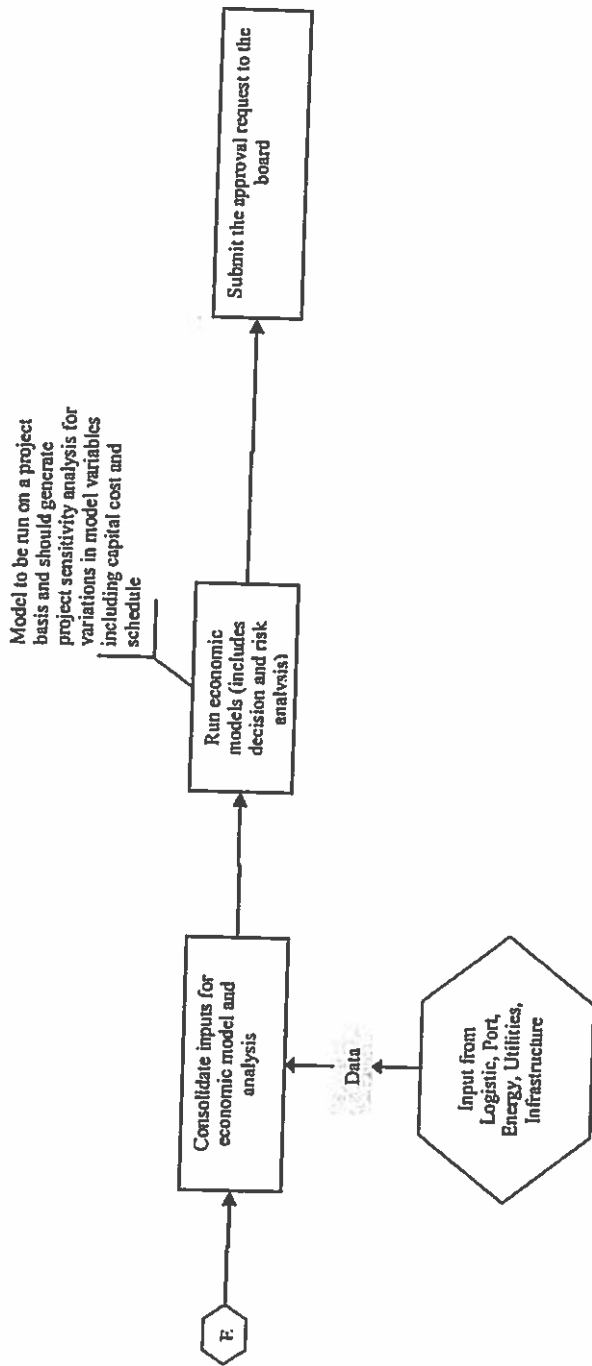 E
Consolidate inputs for
economic model and
analysis
Data
Input from
Logistic, Port,
Energy, Utilities,
Infrastructure
Run economic
models (includes
decision and risk
analysis)
Model to be run on a project
basis and should generate
project sensitivity analysis for
variations in model variables
including capital cost and
schedule
Submit the approval request to the
board